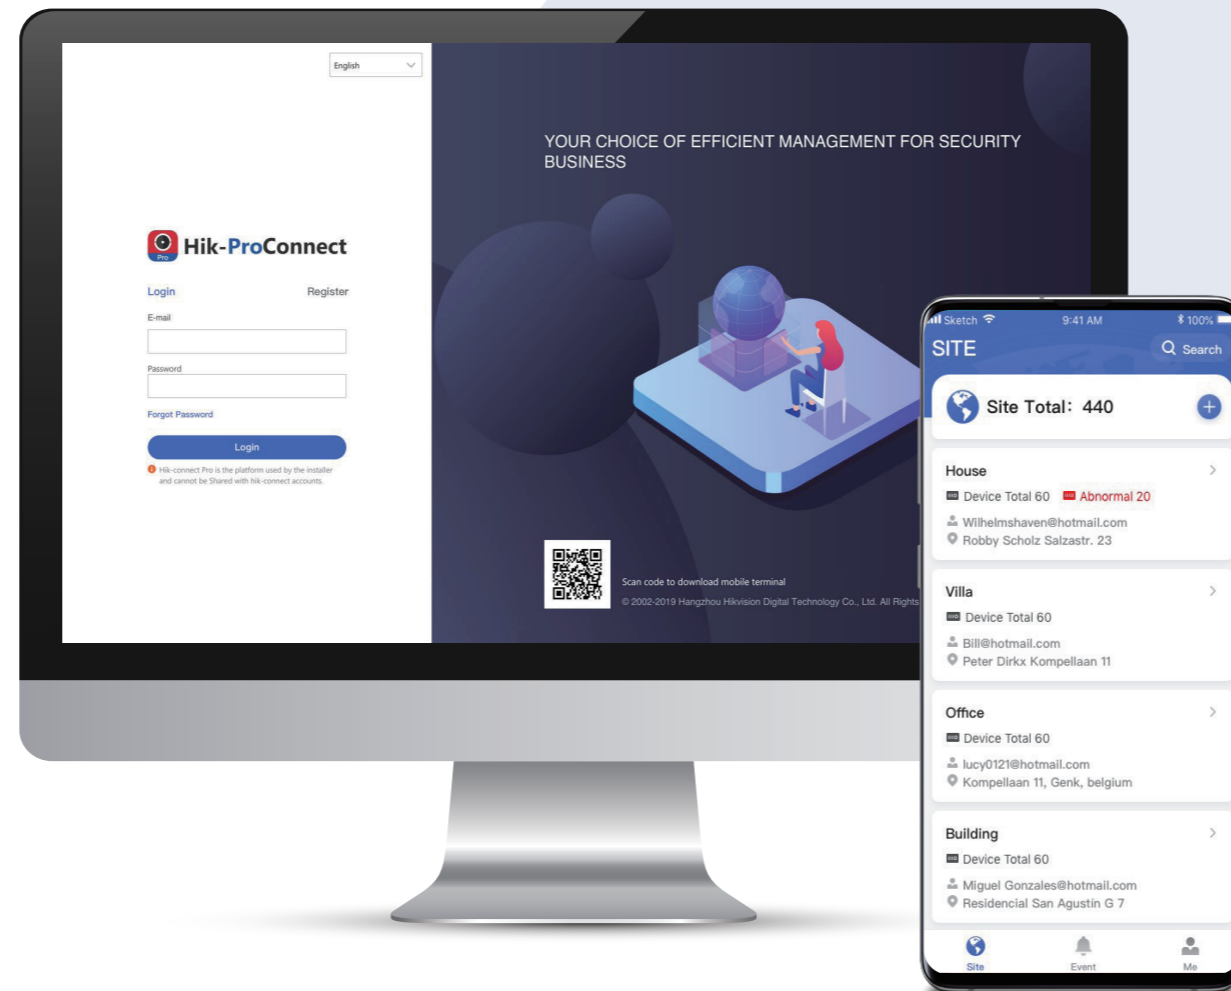 English
YOUR CHOICE OF EFFICIENT MANAGEMENT FOR SECURITY
BUSINESS
Pro
Hik-ProConnect
Login
Register
E-mail
Password
Forgot Password
Login
Hik-connect Pro is the platform used by the installer
and cannot be Shared with hik-connect accounts.
Scan code to download mobile terminal
© 2002-2019 Hangzhou Hikvision Digital Technology Co., Ltd. All Rights
Sketch
9:41 AM
100%
SITE
Search
Site Total: 440
House
Device Total 60
Abnormal 20
Wilhelmshaven@hotmail.com
Robby Scholz Salzastr. 23
Villa
Device Total 60
Bill@hotmail.com
Peter Dirkx Kompellaan 11
Office
Device Total 60
lucy0121@hotmail.com
Kompellaan 11, Genk, belgium
Building
Device Total 60
Miguel Gonzales@hotmail.com
Residencial San Agustín G 7
Site
Event
Me